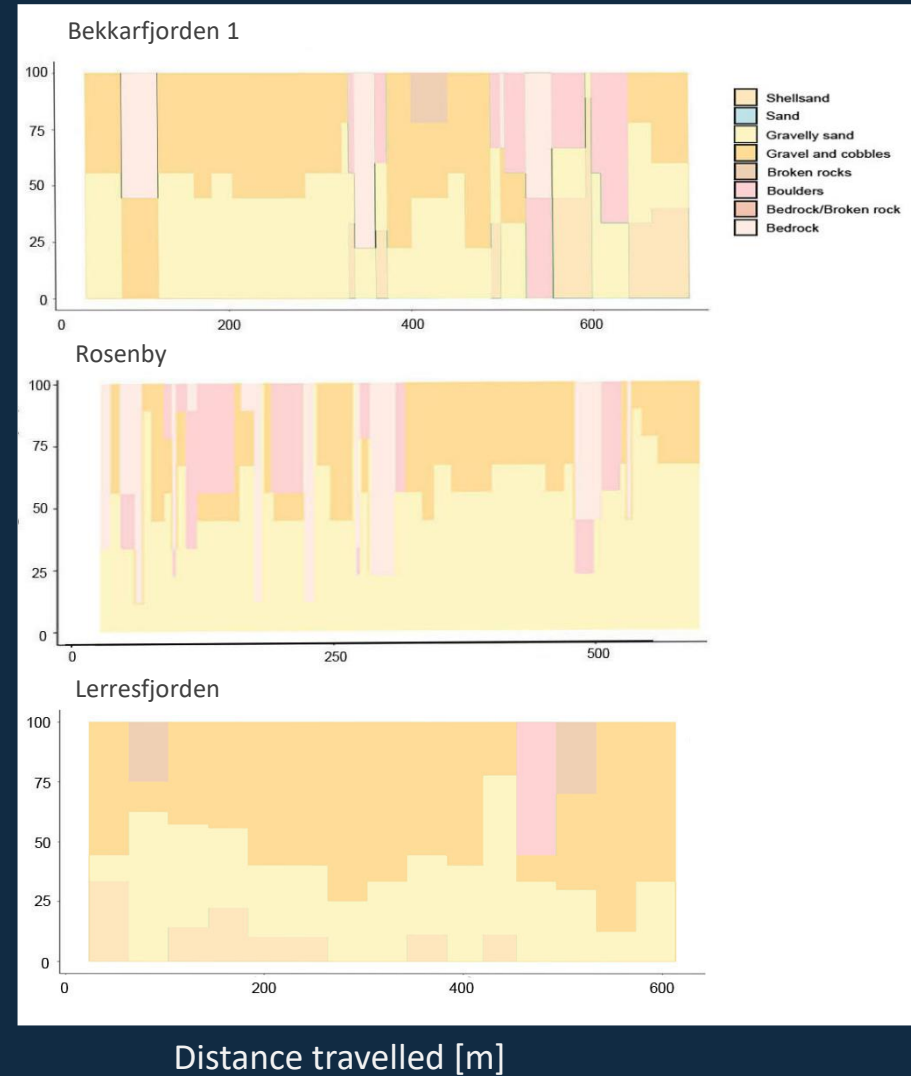 Bekkarfjorden 1
100
75
50
25
0
0 200 400 600
Shellsand
Sand
Gravelly sand
Gravel and cobbles
Broken rocks
Boulders
Bedrock/Broken rock
Bedrock
Rosenby
100
75
50
25
0
0 250 500
Lerresfjorden
100
75
50
25
0
0 200 400 600
Distance travelled [m]